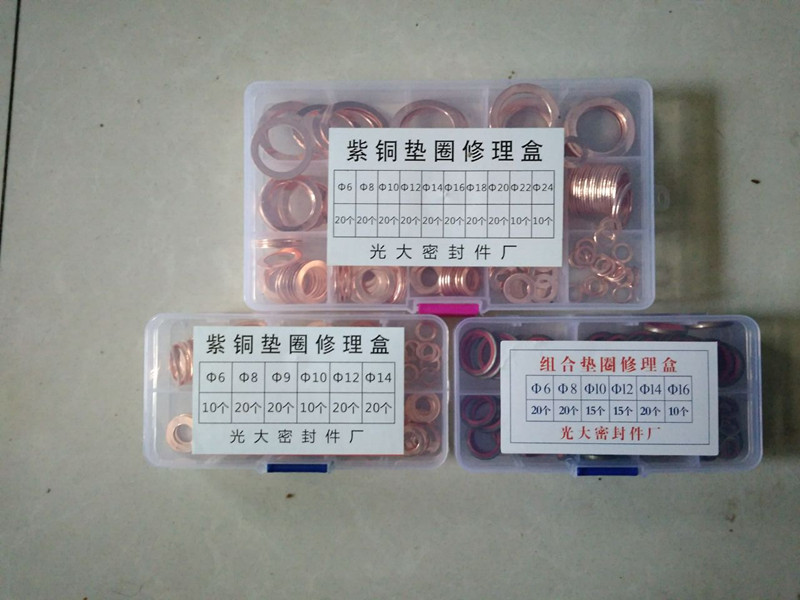 紫铜垫圈修理盒
Φ6 Φ8 Φ10 Φ12 Φ14 Φ16 Φ18 Φ20 Φ22 Φ24
20个 20个 20个 20个 20个 20个 20个 20个 10个 10个
光大密封件厂
紫铜垫圈修理盒
Φ6 Φ8 Φ9 Φ10 Φ12 Φ14
10个 20个 20个 10个 20个 20个
光大密封件厂
组合垫圈修理盒
Φ6 Φ8 Φ10 Φ12 Φ14 Φ16
20个 20个 15个 15个 20个 10个
光大密封件厂